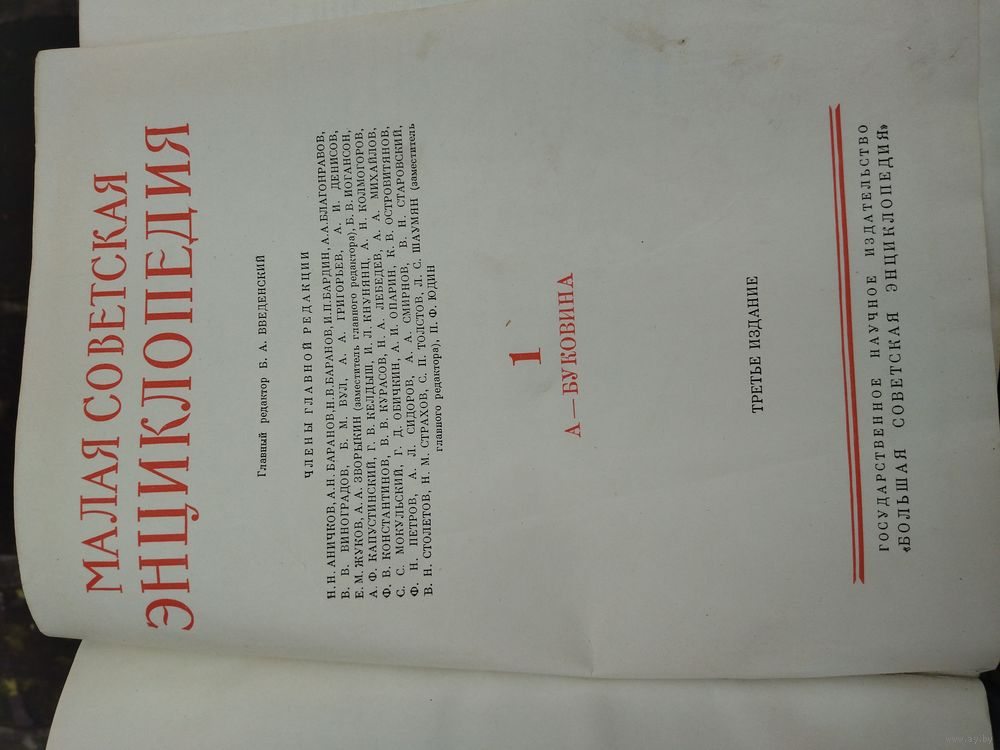 МАЛАЯ СОВЕТСКАЯ
ЭНЦИКЛОПЕДИЯ
Главный редактор Б. А. ВВЕДЕНСКИЙ
ЧЛЕНЫ ГЛАВНОЙ РЕДАКЦИИ
Н. Н. АНИЧКОВ, А.Н. БАРАНОВ, Н.В. БАРАНОВ, И.П. БАРДИН, А.А. БЛАГОНРАВОВ,
В. В. ВИНОГРАДОВ, Б. М. ВУЛ, А. А. ГРИГОРЬЕВ, А. И. ДЕНИСОВ,
Е. М. ЖУКОВ, А. А. ЗВОРЫКИН (заместитель главного редактора), Б. В. ИОГАНСОН,
А. Ф. КАПУСТИНСКИЙ, Г. В. КЕЛДЫШ, И. Л. КНУНЯНЦ, А. Н. КОЛМОГОРОВ,
Ф. В. КОНСТАНТИНОВ, В. В. КУРАСОВ, Н. А. ЛЕБЕДЕВ, А. А. МИХАЙЛОВ,
С. С. МОКУЛЬСКИЙ, Г. Д. ОБИЧКИН, А. И. ОПАРИН, К. В. ОСТРОВИТЯНОВ,
Ф. Н. ПЕТРОВ, А. Л. СИДОРОВ, А. А. СМИРНОВ, В. Н. СТАРОВСКИЙ,
В. Н. СТОЛЕТОВ, Н. М. СТРАХОВ, С. П. ТОЛСТОВ, Л. С. ШАУМЯН (заместитель
главного редактора), П. Ф. ЮДИН
1
А — БУКОВИНА
ТРЕТЬЕ ИЗДАНИЕ
ГОСУДАРСТВЕННОЕ НАУЧНОЕ ИЗДАТЕЛЬСТВО
«БОЛЬШАЯ СОВЕТСКАЯ ЭНЦИКЛОПЕДИЯ»
www.ay.by